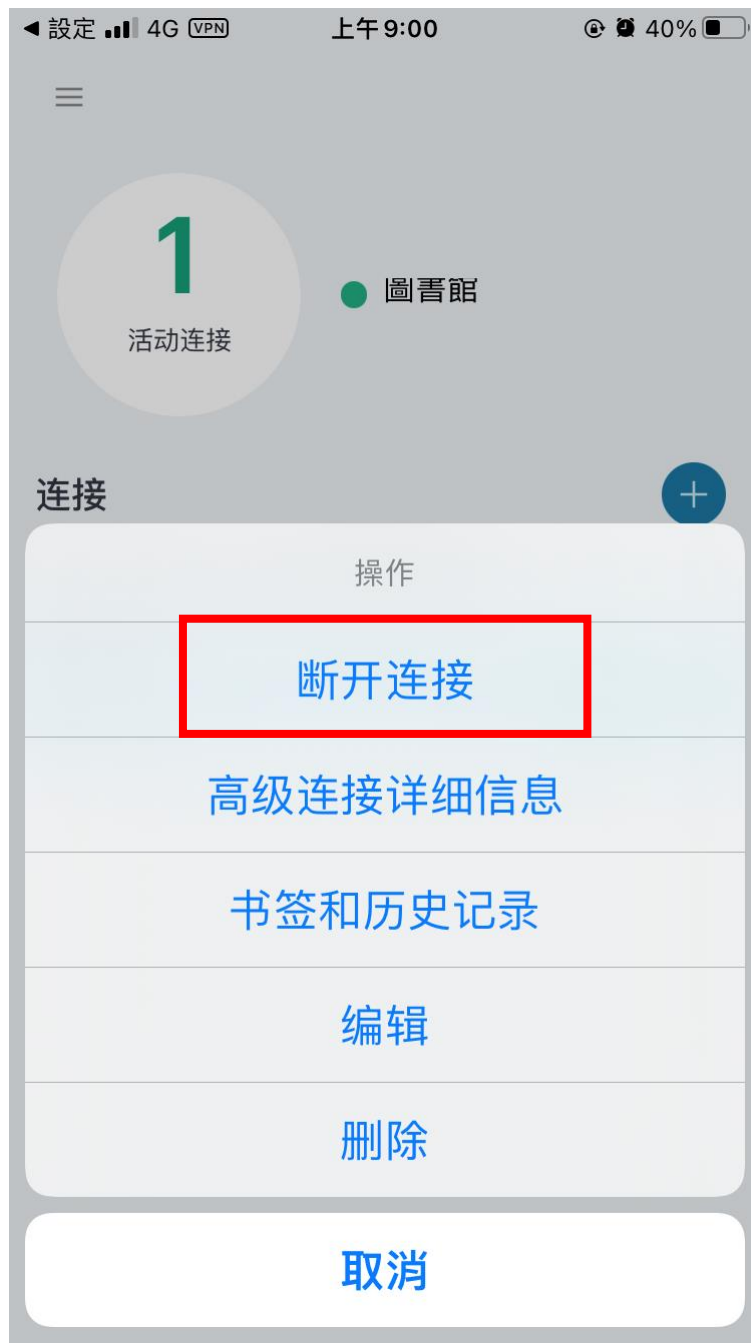 ◀ 設定 4G VPN 上午9:00 40%
1
活动连接
圖書館
连接
操作
断开连接
高级连接详细信息
书签和历史记录
编辑
删除
取消